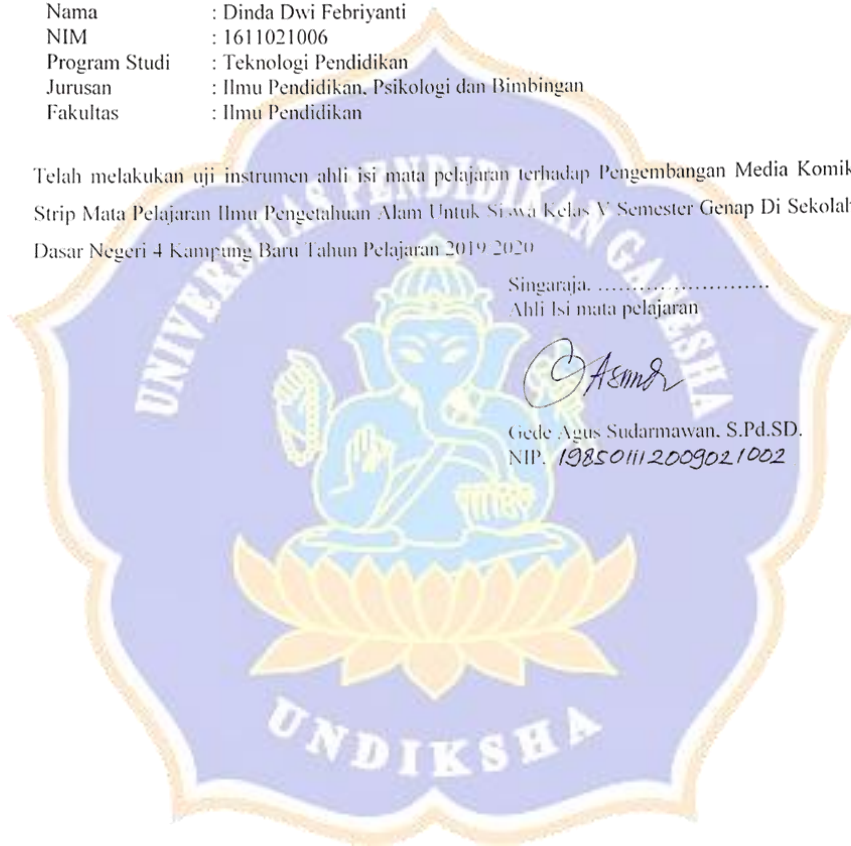 Nama : Dinda Dwi Febriyanti
NIM : 1611021006
Program Studi : Teknologi Pendidikan
Jurusan : Ilmu Pendidikan, Psikologi dan Bimbingan
Fakultas : Ilmu Pendidikan
Telah melakukan uji instrumen ahli isi mata pelajaran terhadap Pengembangan Media Komik
Strip Mata Pelajaran Ilmu Pengetahuan Alam Untuk Siswa Kelas V Semester Genap Di Sekolah
Dasar Negeri 4 Kampung Baru Tahun Pelajaran 2019 2020
Singaraja, ...........................
Ahli Isi mata pelajaran
Gede Agus Sudarmawan, S.Pd.SD.
NIP. 198501112009021002
UNIVERSITAS PENDIDIKAN GANESHA
UNDIKSHA